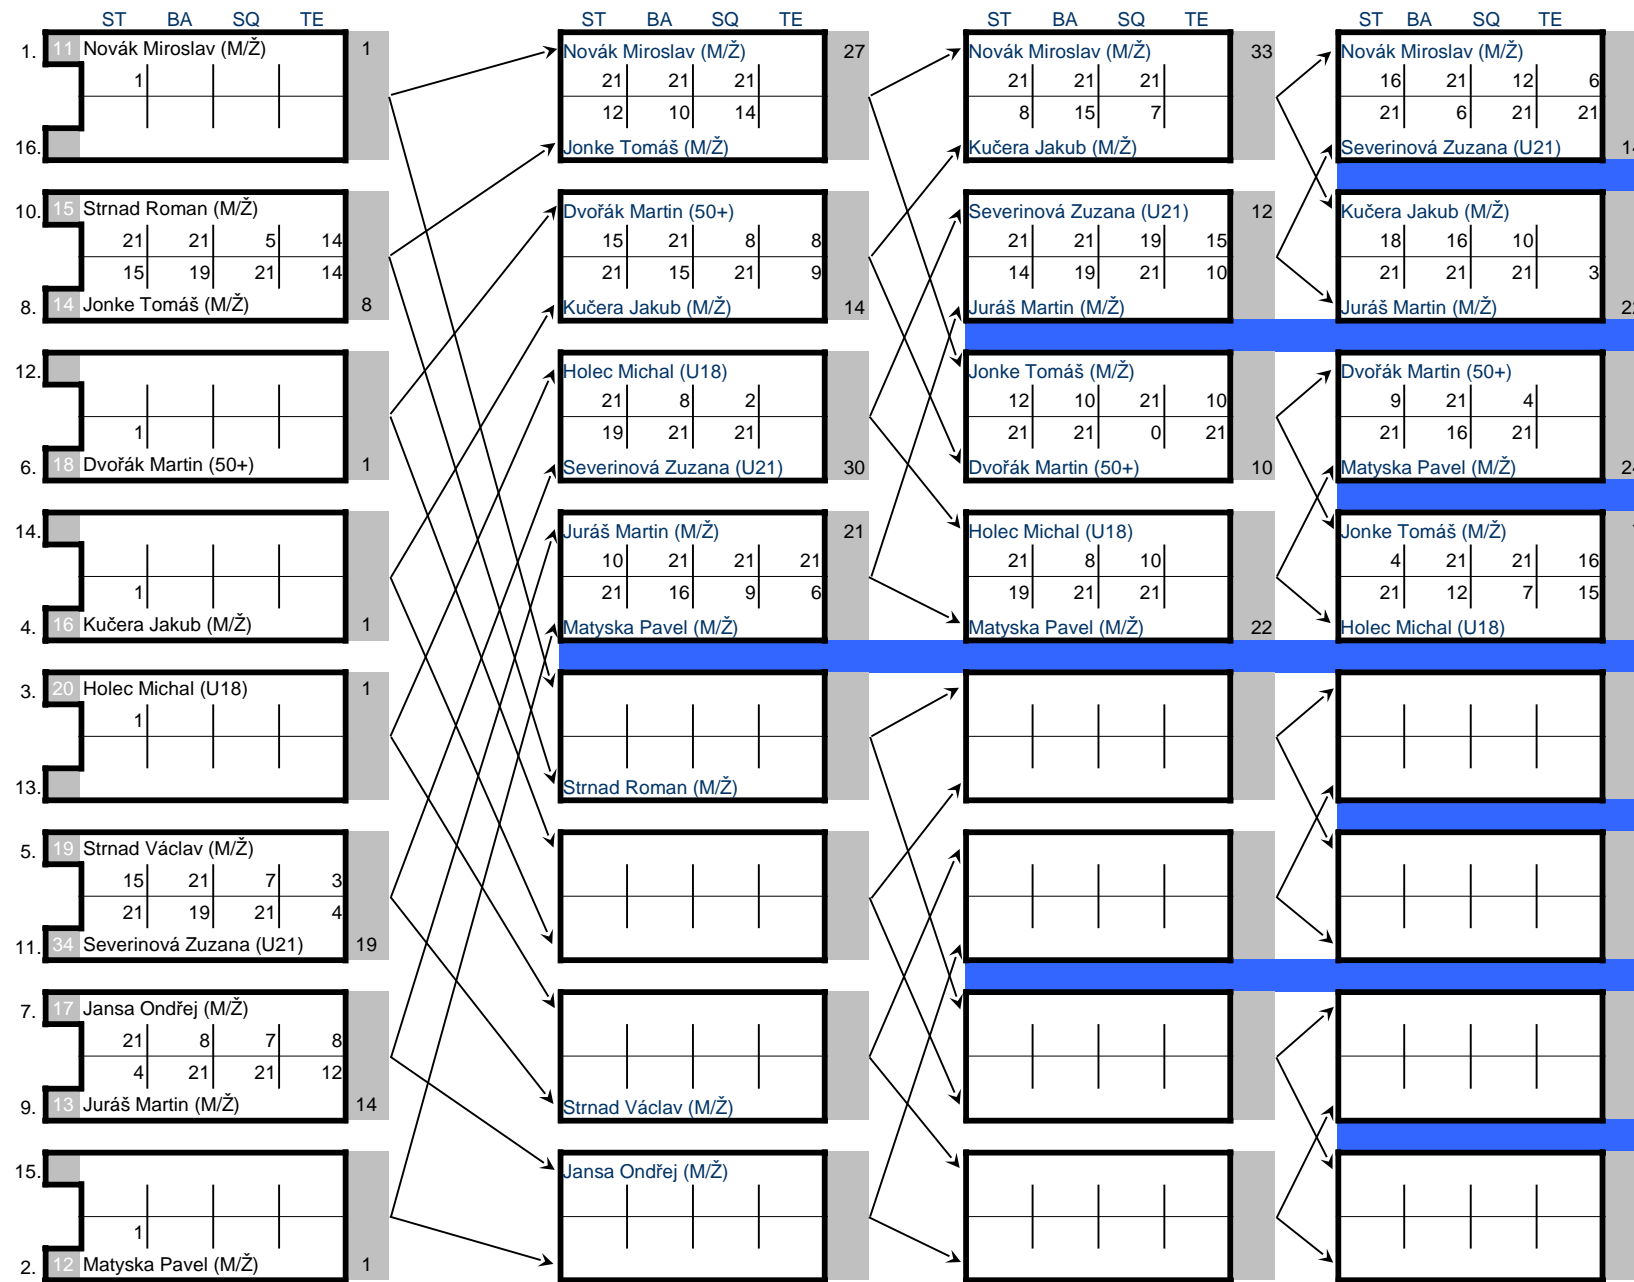 ST BA SQ TE ST BA SQ TE ST BA SQ TE ST BA SQ TE
1. 11 Novák Miroslav (M/Ž) 1
1
16.
10. 15 Strnad Roman (M/Ž)
21 21 5 14
15 19 21 14
8. 14 Jonke Tomáš (M/Ž) 8
12.
1
6. 18 Dvořák Martin (50+) 1
14.
1
4. 16 Kučera Jakub (M/Ž) 1
3. 20 Holec Michal (U18) 1
1
13.
5. 19 Strnad Václav (M/Ž)
15 21 7 3
21 19 21 4
11. 34 Severinová Zuzana (U21) 19
7. 17 Jansa Ondřej (M/Ž)
21 8 7 8
4 21 21 12
9. 13 Juráš Martin (M/Ž) 14
15.
1
2. 12 Matyska Pavel (M/Ž) 1
Novák Miroslav (M/Ž) 27
21 21 21
12 10 14
Jonke Tomáš (M/Ž)
Dvořák Martin (50+)
15 21 8 8
21 15 21 9
Kučera Jakub (M/Ž) 14
Holec Michal (U18)
21 8 2
19 21 21
Severinová Zuzana (U21) 30
Juráš Martin (M/Ž) 21
10 21 21 21
21 16 9 6
Matyska Pavel (M/Ž)
Strnad Roman (M/Ž)
Strnad Václav (M/Ž)
Jansa Ondřej (M/Ž)
Novák Miroslav (M/Ž) 33
21 21 21
8 15 7
Kučera Jakub (M/Ž)
Severinová Zuzana (U21) 12
21 21 19 15
14 19 21 10
Juráš Martin (M/Ž)
Jonke Tomáš (M/Ž)
12 10 21 10
21 21 0 21
Dvořák Martin (50+) 10
Holec Michal (U18)
21 8 10
19 21 21
Matyska Pavel (M/Ž) 22
Novák Miroslav (M/Ž)
16 21 12 6
21 6 21 21
Severinová Zuzana (U21)
Kučera Jakub (M/Ž)
18 16 10
21 21 21 3
Juráš Martin (M/Ž)
Dvořák Martin (50+)
9 21 4
21 16 21
Matyska Pavel (M/Ž)
Jonke Tomáš (M/Ž)
4 21 21 16
21 12 7 15
Holec Michal (U18)